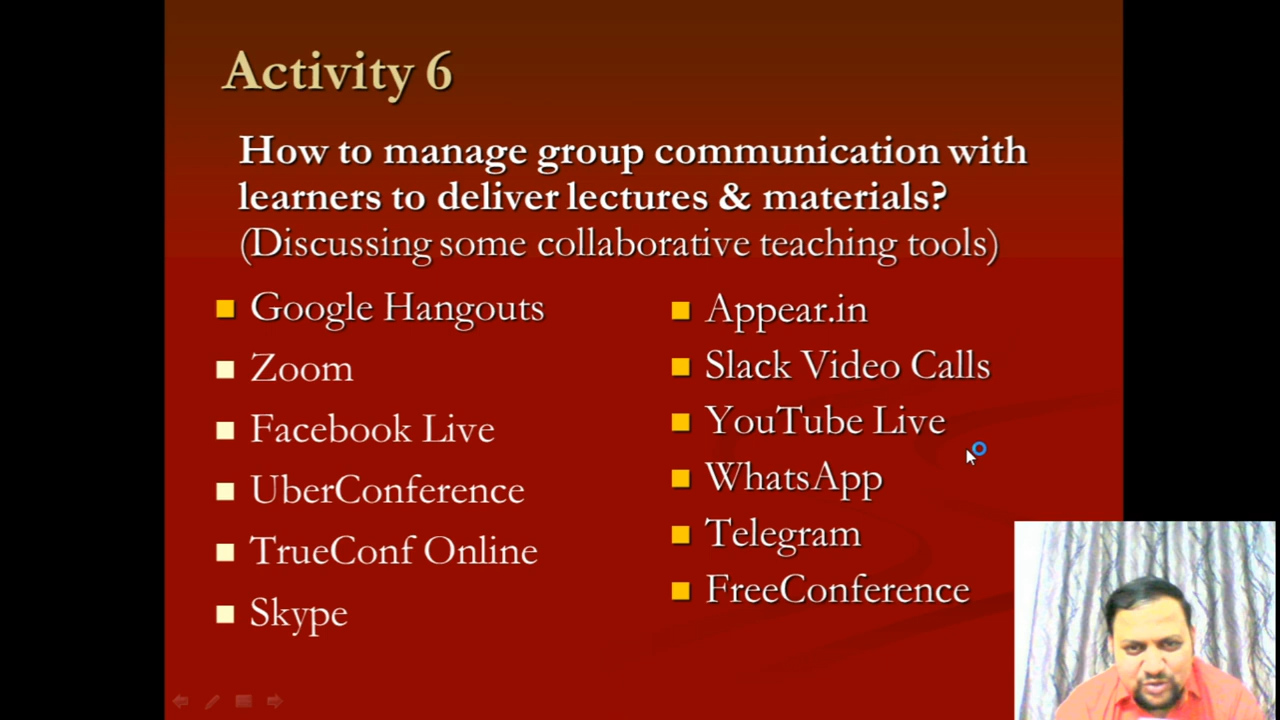 Activity 6
How to manage group communication with
learners to deliver lectures & materials?
(Discussing some collaborative teaching tools)
Google Hangouts
Zoom
Facebook Live
UberConference
TrueConf Online
Skype
Appear.in
Slack Video Calls
YouTube Live
WhatsApp
Telegram
FreeConference